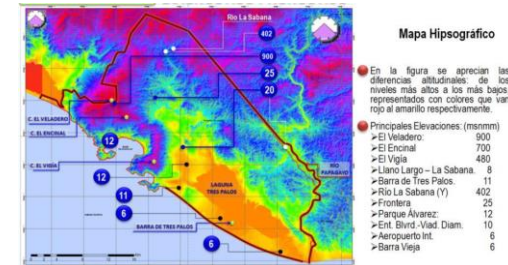 Río La Sabana
402
900
25
20
C. EL VELADERO
C. EL ENCINAL
12
C. EL VIGÍA
12
11
6
LAGUNA
TRES PALOS
RÍO
PAPAGAYO
BARRA DE TRES PALOS
6
Mapa Hipsográfico
En la figura se aprecian las
diferencias altitudinales: de los
niveles más altos a los más bajos
representados con colores que van
rojo al amarillo respectivamente.
Principales Elevaciones: (msnmm)
El Veladero: 900
El Encinal 700
El Vigía 480
Llano Largo – La Sabana. 8
Barra de Tres Palos. 11
Río La Sabana (Y) 402
Frontera 25
Parque Álvarez: 12
Ent. Blvrd.-Viad. Diam. 10
Aeropuerto Int. 6
Barra Vieja 6